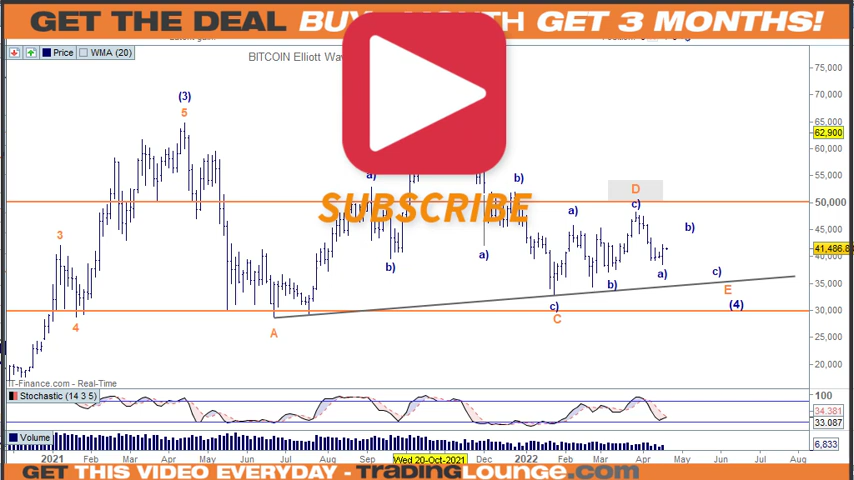 GET THE DEAL BUY MONTH GET 3 MONTHS!
Price WMA (20)
BITCOIN Elliott Wav
75,000
70,000
65,000
62,900
60,000
55,000
50,000
45,000
41,486.8
40,000
35,000
30,000
25,000
20,000
(3)
5
3
4
A
a)
b)
SUBSCRIBE
a)
b)
c)
C
a)
b)
D
c)
a)
b)
c)
E
(4)
IT-Finance.com - Real-Time
Stochastic (14 3 5)
100
34.381
33.087
Volume
6,833
2021 Feb Mar Apr May Jun Jul Aug Sep Wed 20-Oct-2021 Dec 2022 Feb Mar Apr May Jun Jul Aug
GET THIS VIDEO EVERYDAY - TRADINGLOUNGE.com